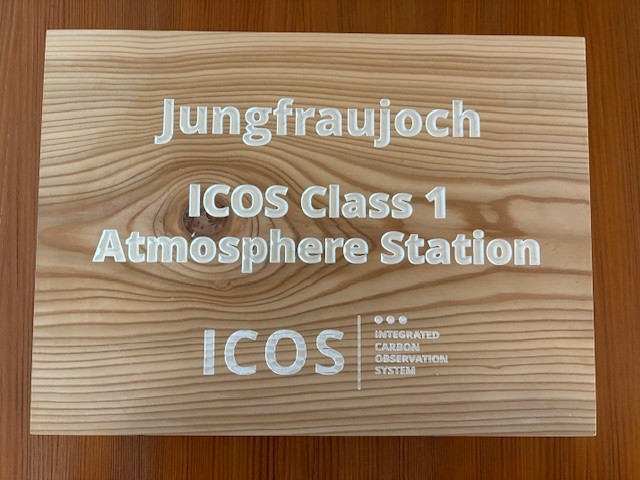 Jungfraujoch
ICOS Class 1
Atmosphere Station
ICOS
INTEGRATED
CARBON
OBSERVATION
SYSTEM